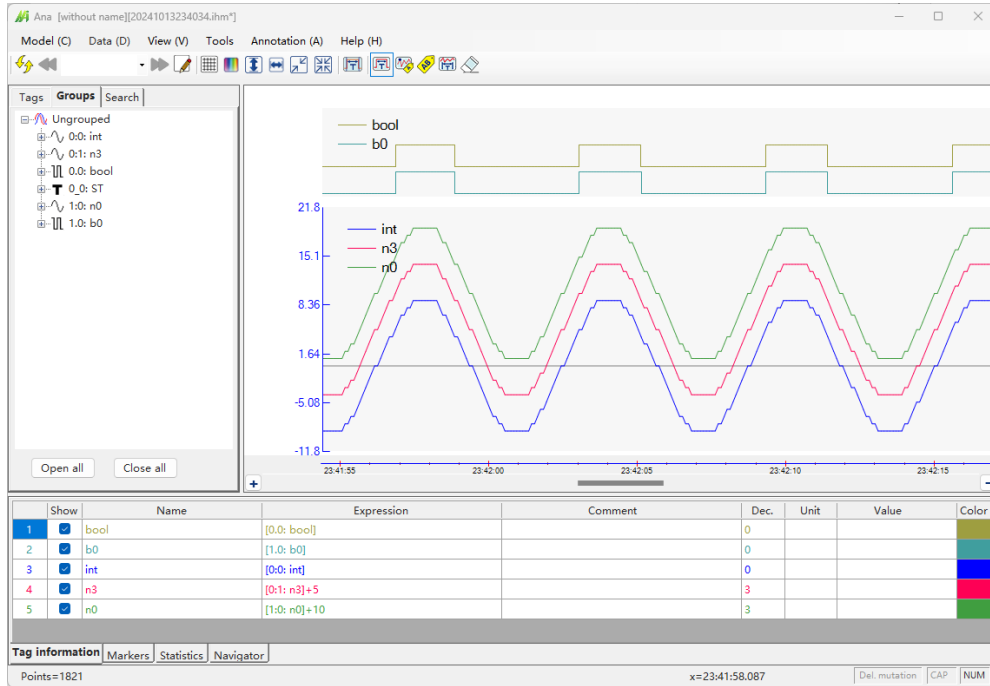 Ana [without name][20241013234034.ihm*]
Model (C) Data (D) View (V) Tools Annotation (A) Help (H)
Tags Groups Search
Ungrouped
0:0: int
0:1: n3
0.0: bool
T 0_0: ST
1:0: n0
1.0: b0
Open all Close all
bool
b0
21.8
int
n3
15.1
n0
8.36
1.64
-5.08
-11.8
23:41:55 23:42:00 23:42:05 23:42:10 23:42:15
Show Name Expression Comment Dec. Unit Value Color
1 bool [0.0: bool] 0
2 b0 [1.0: b0] 0
3 int [0:0: int] 0
4 n3 [0:1: n3]+5 3
5 n0 [1:0: n0]+10 3
Tag information Markers Statistics Navigator
Points=1821 x=23:41:58.087 Del. mutation CAP NUM